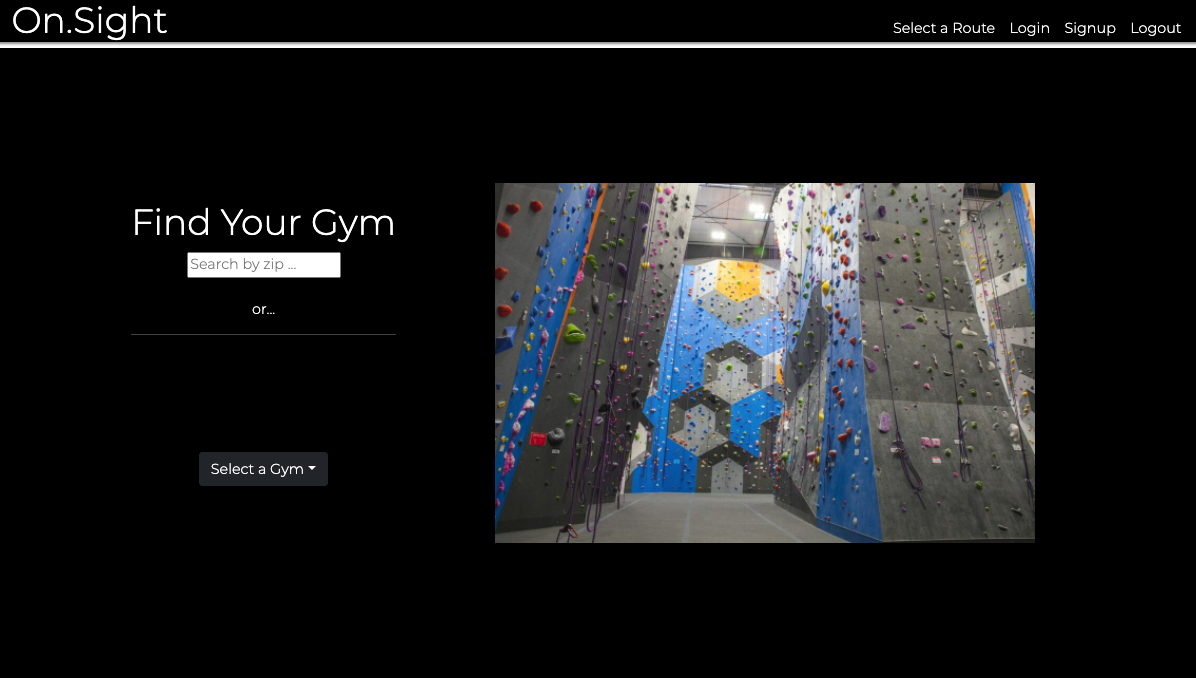 On.Sight
Select a Route Login Signup Logout
Find Your Gym
Search by zip ...
or...
Select a Gym